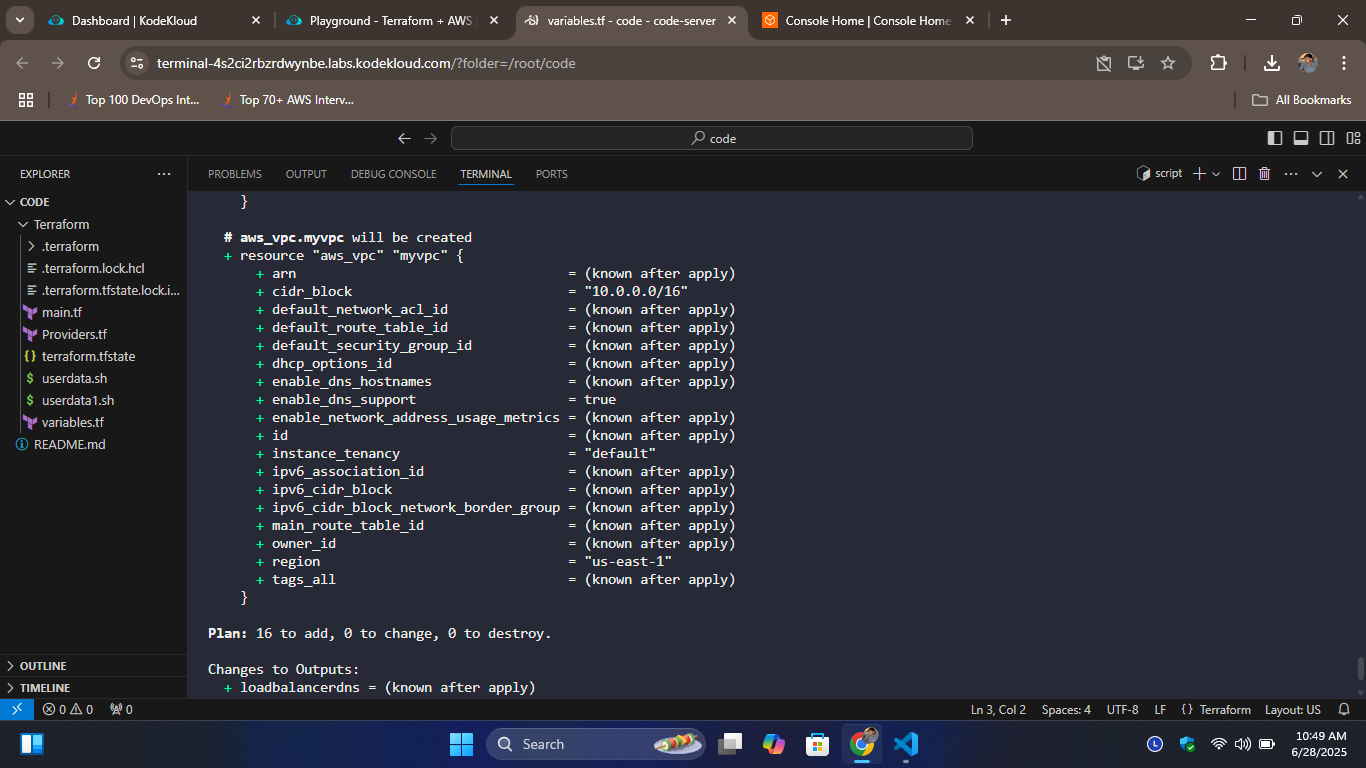 Dashboard | KodeKloud
Playground - Terraform + AWS
variables.tf - code - code-server
Console Home | Console Home
terminal-4s2ci2rbzrdwynbe.labs.kodekloud.com/?folder=/root/code
Top 100 DevOps Int...
Top 70+ AWS Interv...
All Bookmarks
code
EXPLORER
PROBLEMS
OUTPUT
DEBUG CONSOLE
TERMINAL
PORTS
script
CODE
Terraform
.terraform
.terraform.lock.hcl
.terraform.tfstate.lock.i...
main.tf
Providers.tf
terraform.tfstate
userdata.sh
userdata1.sh
variables.tf
README.md
OUTLINE
TIMELINE
}
# aws_vpc.myvpc will be created
+ resource "aws_vpc" "myvpc" {
+ arn = (known after apply)
+ cidr_block = "10.0.0.0/16"
+ default_network_acl_id = (known after apply)
+ default_route_table_id = (known after apply)
+ default_security_group_id = (known after apply)
+ dhcp_options_id = (known after apply)
+ enable_dns_hostnames = (known after apply)
+ enable_dns_support = true
+ enable_network_address_usage_metrics = (known after apply)
+ id = (known after apply)
+ instance_tenancy = "default"
+ ipv6_association_id = (known after apply)
+ ipv6_cidr_block = (known after apply)
+ ipv6_cidr_block_network_border_group = (known after apply)
+ main_route_table_id = (known after apply)
+ owner_id = (known after apply)
+ region = "us-east-1"
+ tags_all = (known after apply)
}
Plan: 16 to add, 0 to change, 0 to destroy.
Changes to Outputs:
+ loadbalancerdns = (known after apply)
0 0 0
Ln 3, Col 2
Spaces: 4
UTF-8
LF
{} Terraform
Layout: US
Search
10:49 AM
6/28/2025